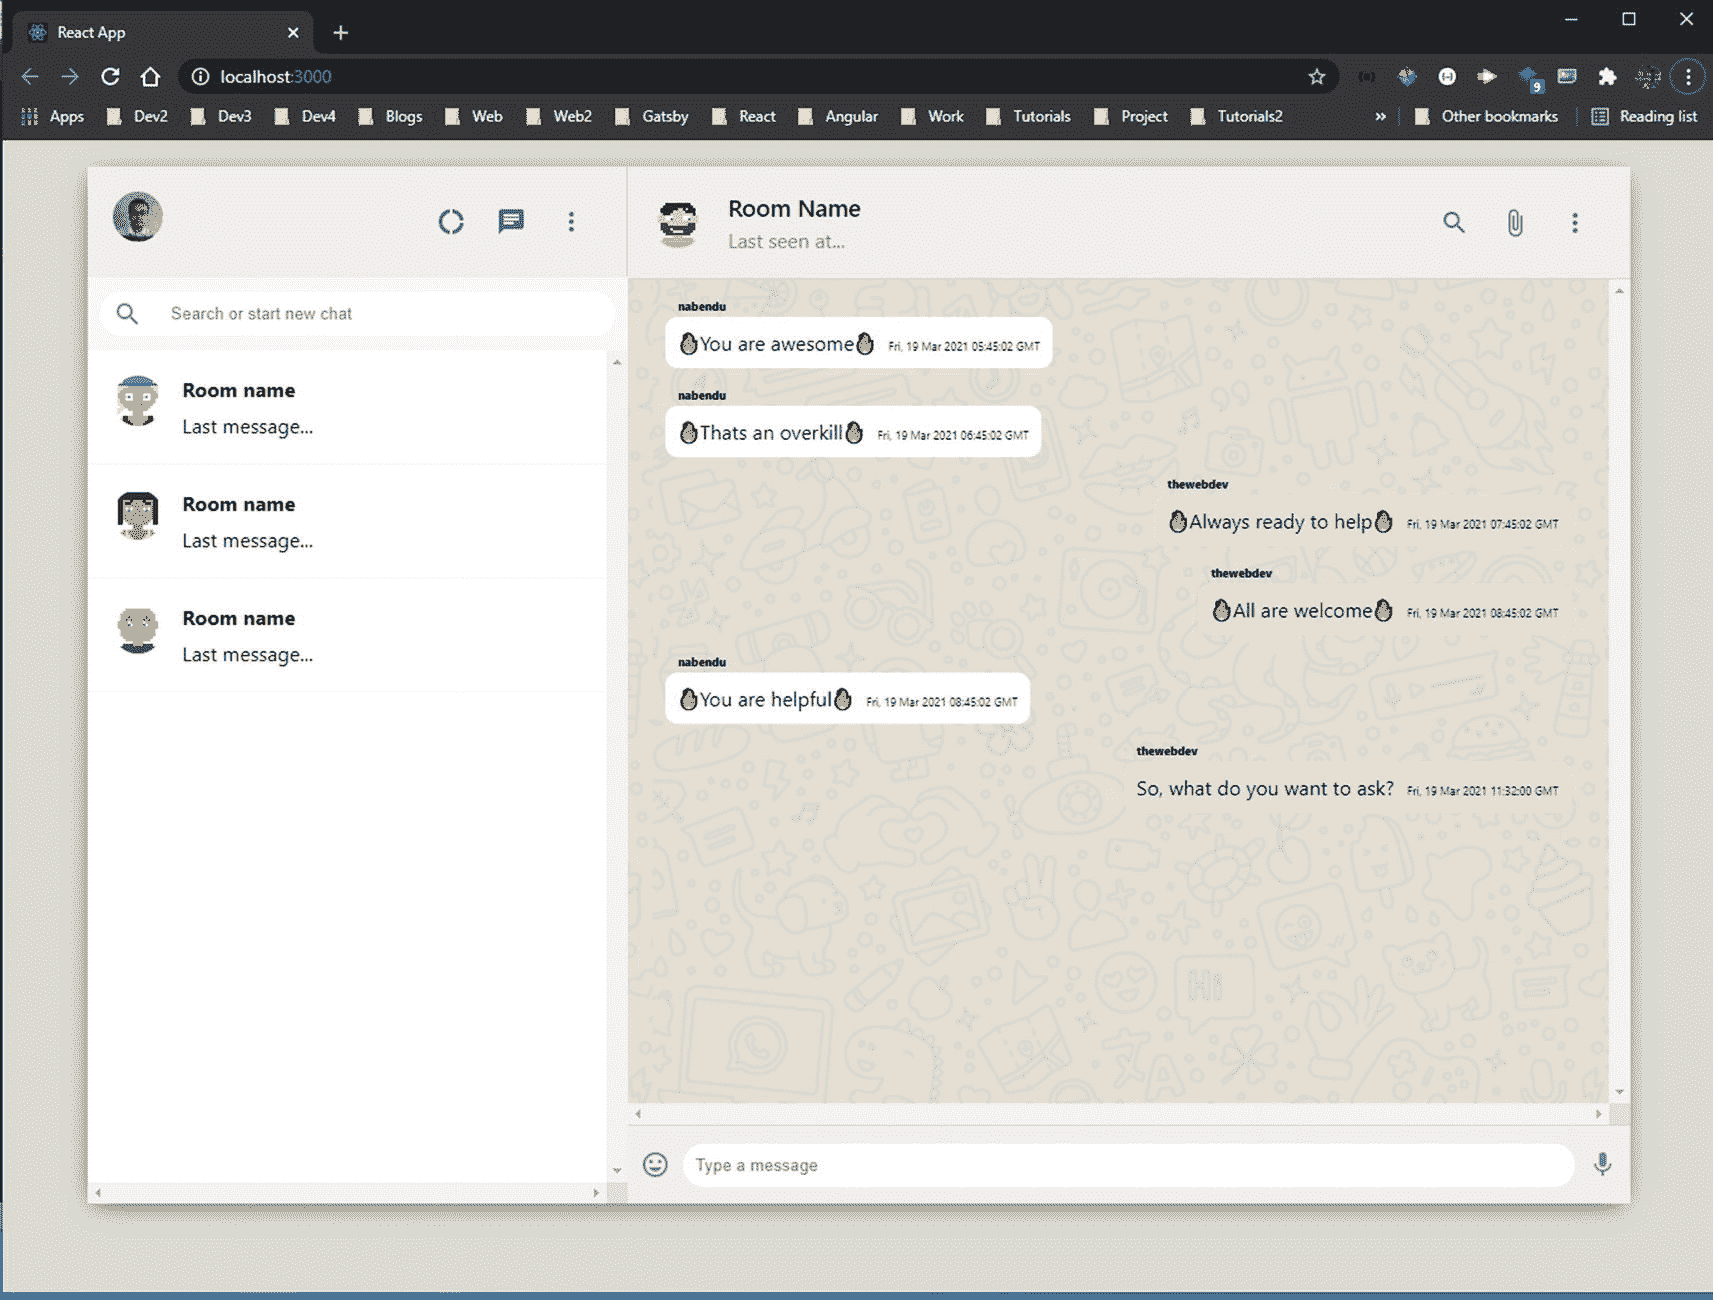 React App
localhost:3000
9
Apps Dev2 Dev3 Dev4 Blogs Web Web2 Gatsby React Angular Work Tutorials Project Tutorials2 » Other bookmarks Reading list
Room Name
Last seen at...
Search or start new chat
Room name
Last message...
Room name
Last message...
Room name
Last message...
nabendu
You are awesome Fri, 19 Mar 2021 05:45:02 GMT
nabendu
Thats an overkill Fri, 19 Mar 2021 06:45:02 GMT
thewebdev
Always ready to help Fri, 19 Mar 2021 07:45:02 GMT
thewebdev
All are welcome Fri, 19 Mar 2021 08:45:02 GMT
nabendu
You are helpful Fri, 19 Mar 2021 08:45:02 GMT
thewebdev
So, what do you want to ask? Fri, 19 Mar 2021 11:32:00 GMT
Hi
Type a message